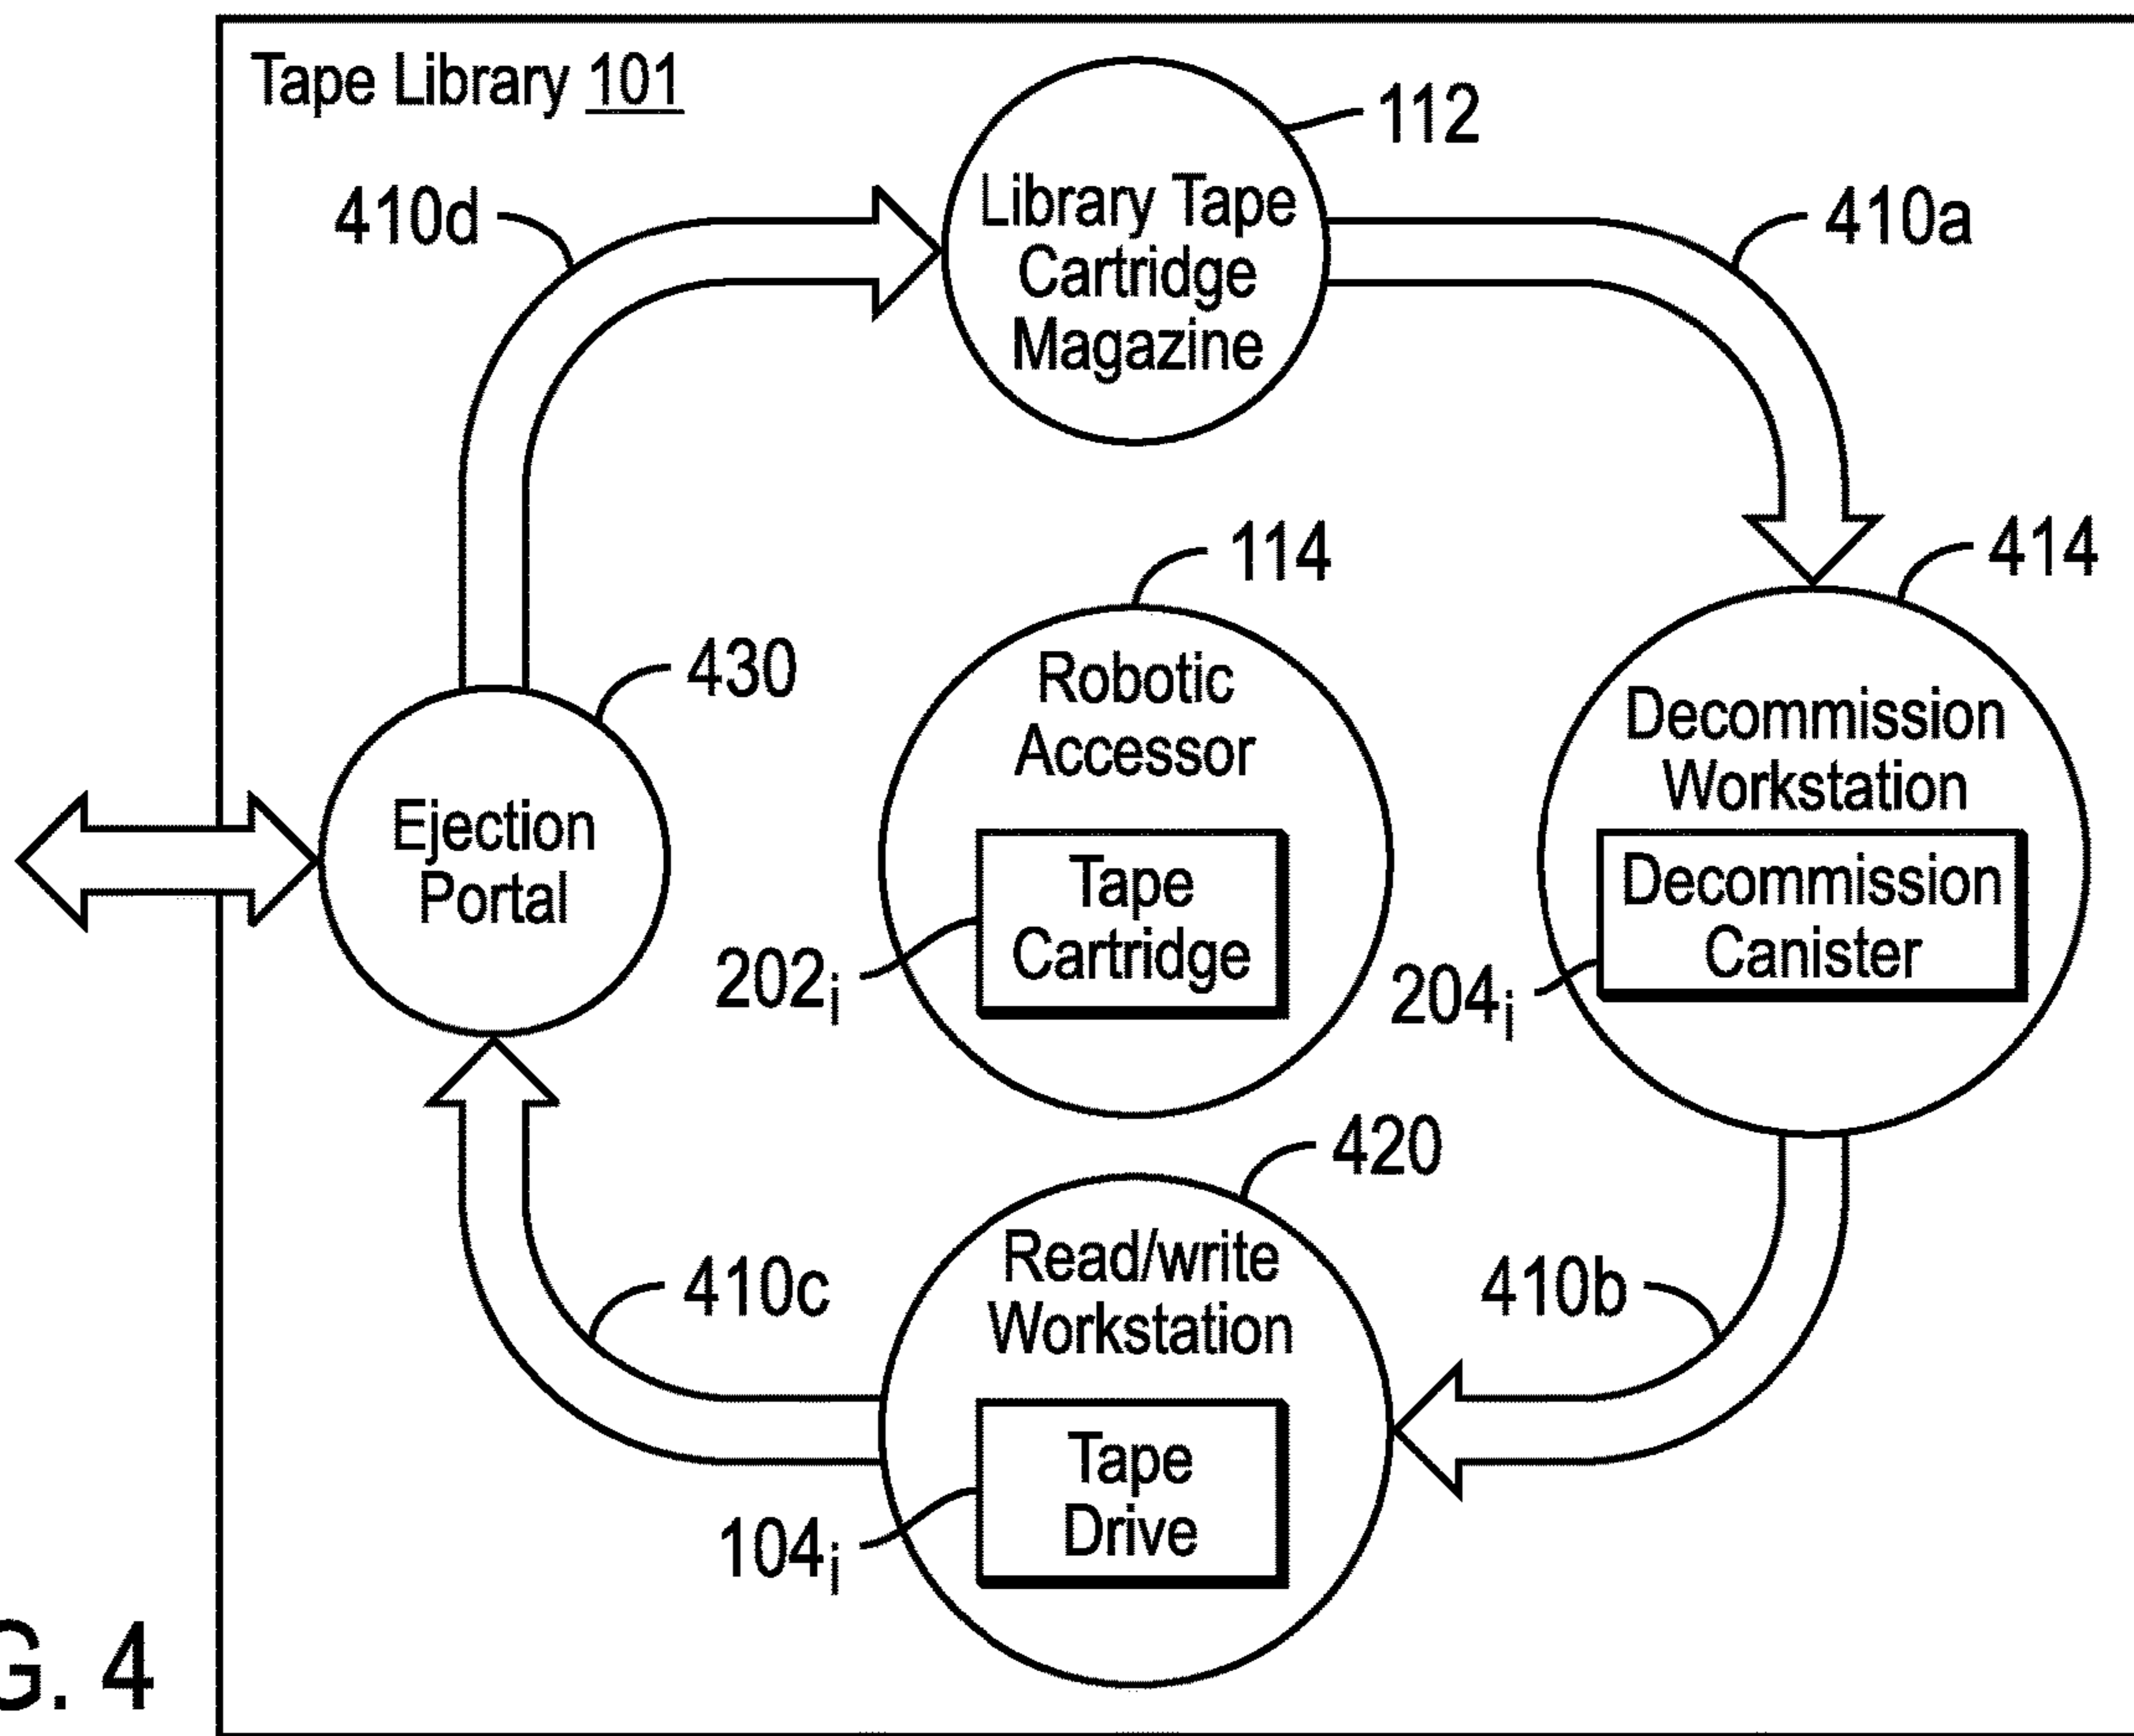 Tape Library 101
112
410d
Library Tape
Cartridge
Magazine
410a
114
414
430
Robotic
Accessor
Decommission
Workstation
Ejection
Portal
Tape
Cartridge
202i
Decommission
Canister
204i
420
Read/write
Workstation
410c
410b
Tape
Drive
104i
G. 4